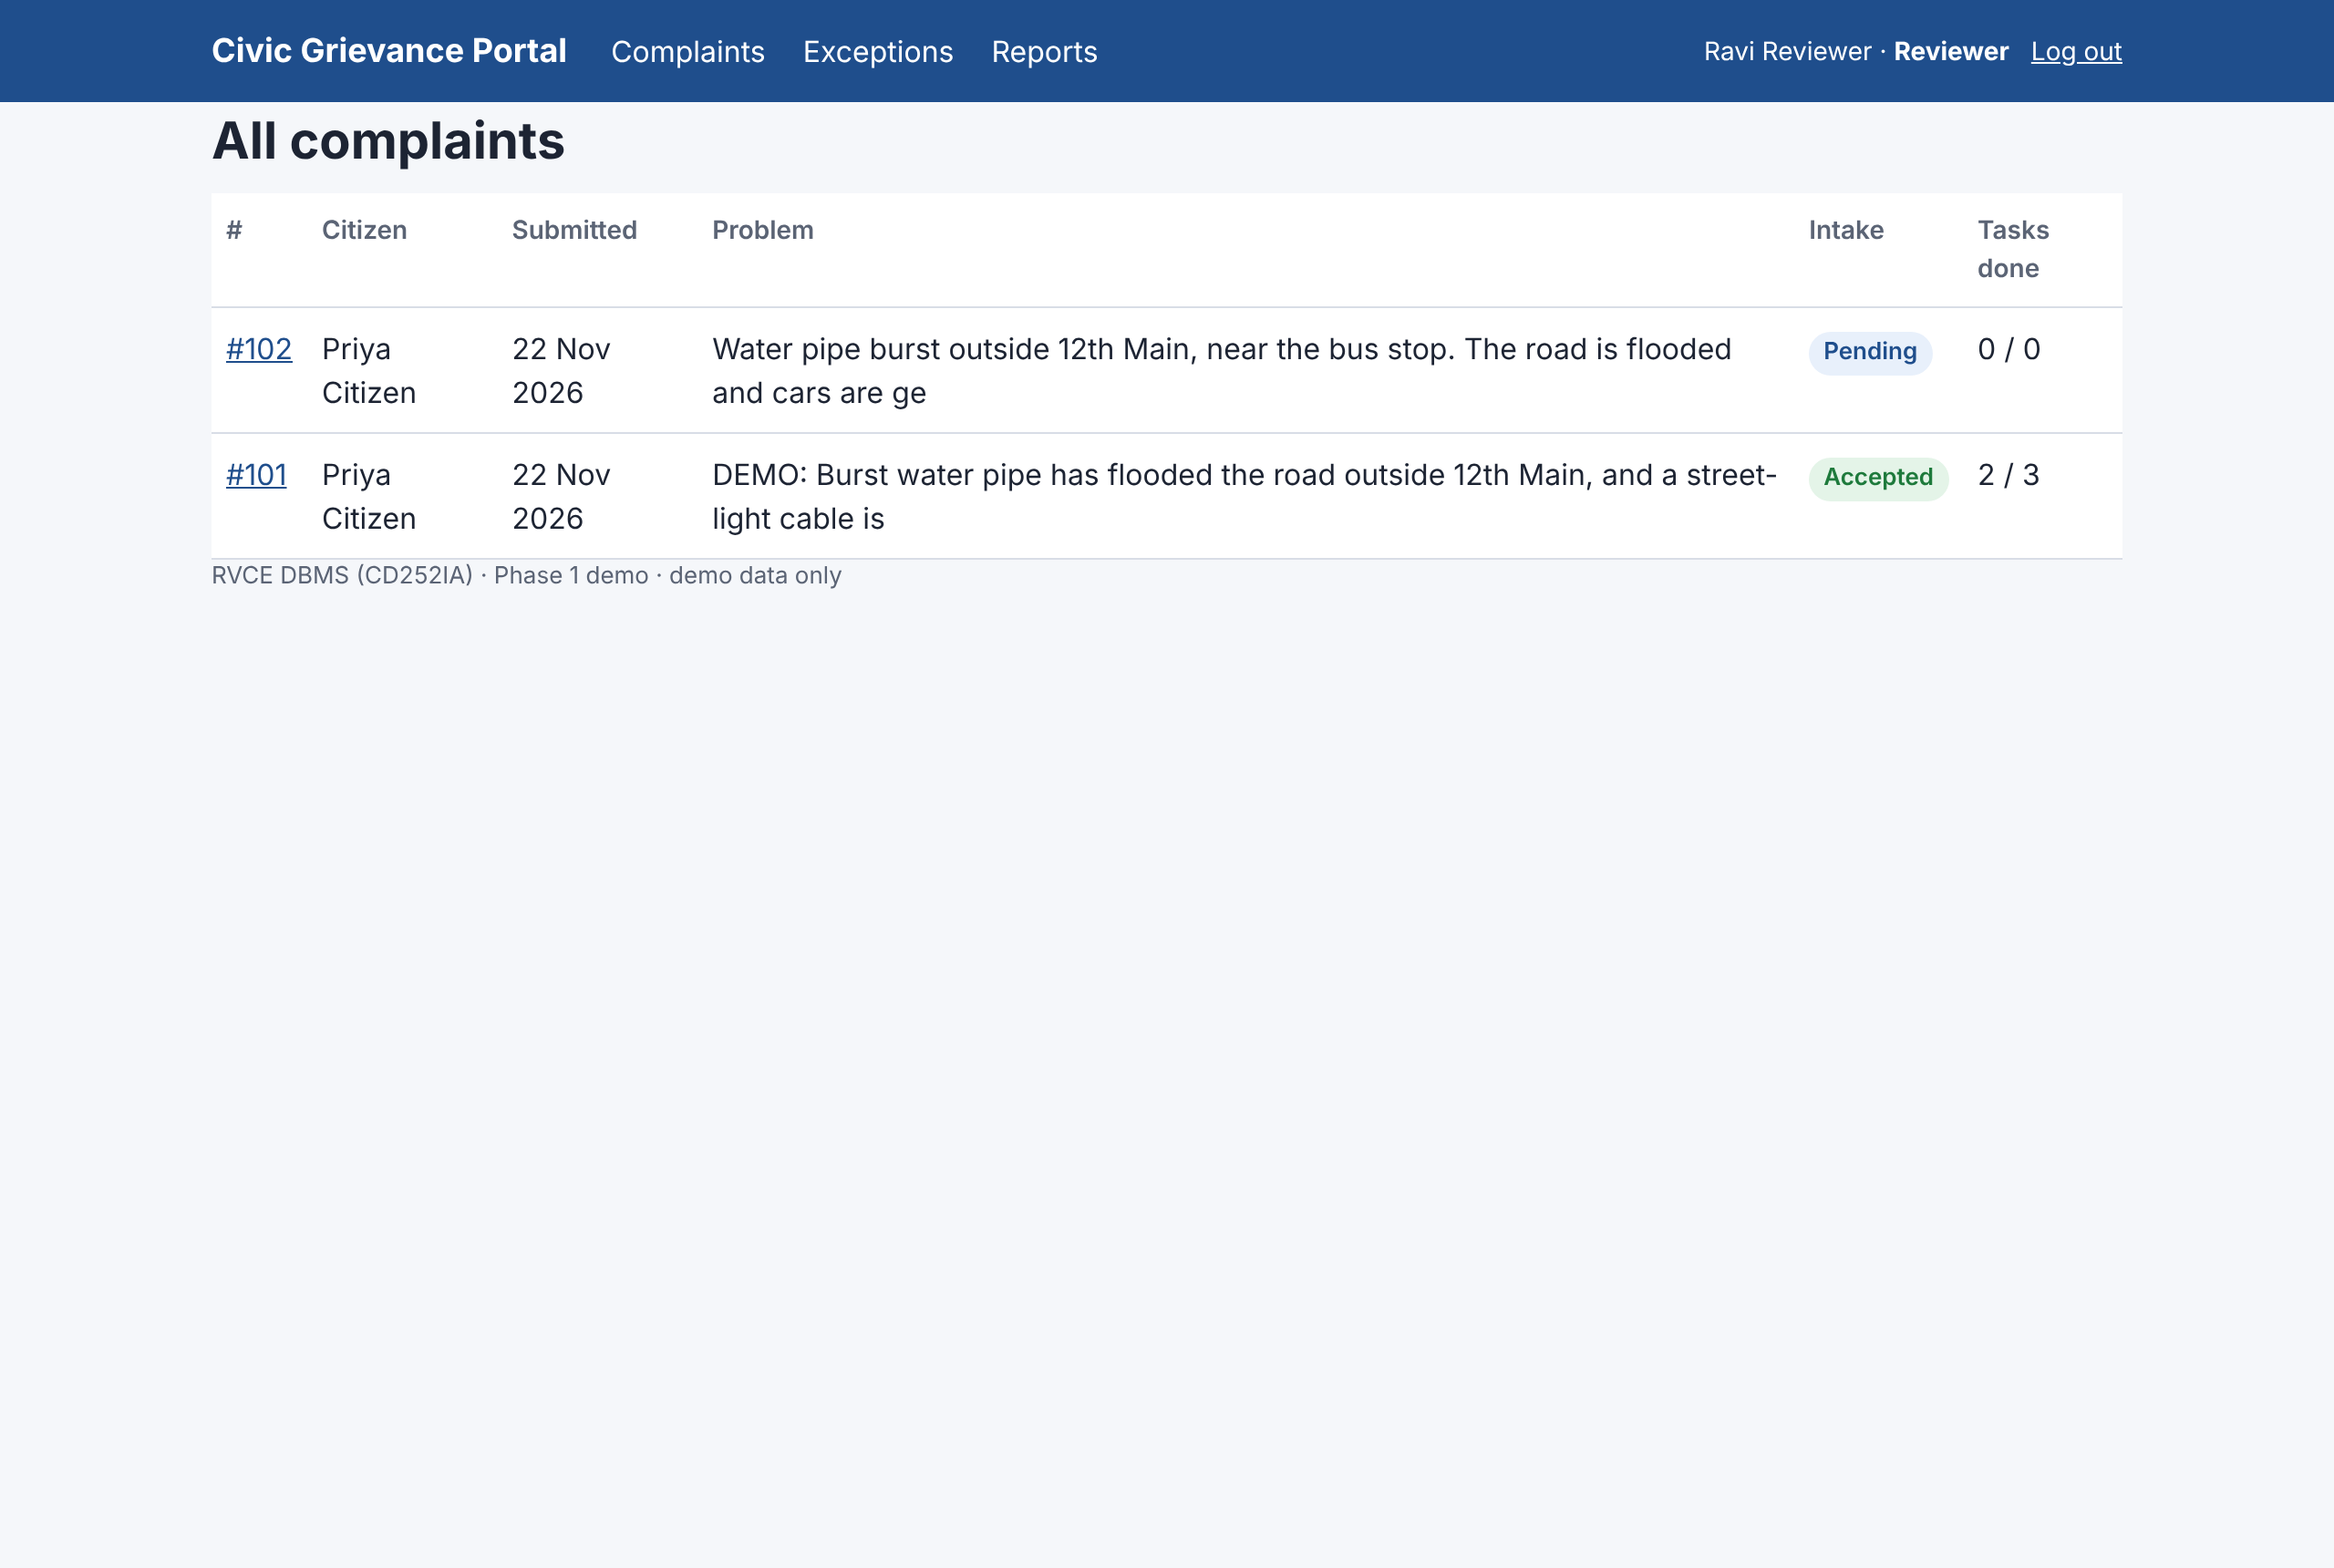 Civic Grievance Portal Complaints Exceptions Reports Ravi Reviewer · Reviewer Log out
All complaints
# Citizen Submitted Problem Intake Tasks done
#102 Priya Citizen 22 Nov 2026 Water pipe burst outside 12th Main, near the bus stop. The road is flooded and cars are ge Pending 0 / 0
#101 Priya Citizen 22 Nov 2026 DEMO: Burst water pipe has flooded the road outside 12th Main, and a street-light cable is Accepted 2 / 3
RVCE DBMS (CD252IA) · Phase 1 demo · demo data only